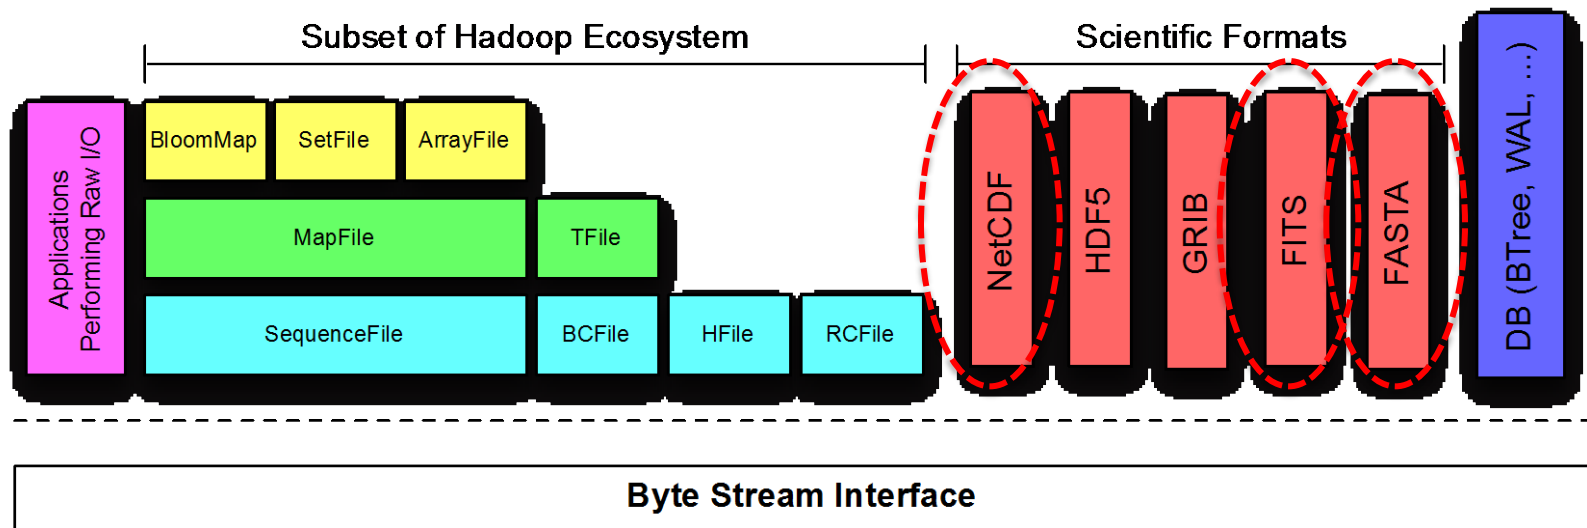 Subset of Hadoop Ecosystem
Scientific Formats
Applications
Performing Raw I/O
BloomMap
SetFile
ArrayFile
MapFile
TFile
SequenceFile
BCFile
HFile
RCFile
NetCDF
HDF5
GRIB
FITS
FASTA
DB (BTree, WAL, ...)
Byte Stream Interface